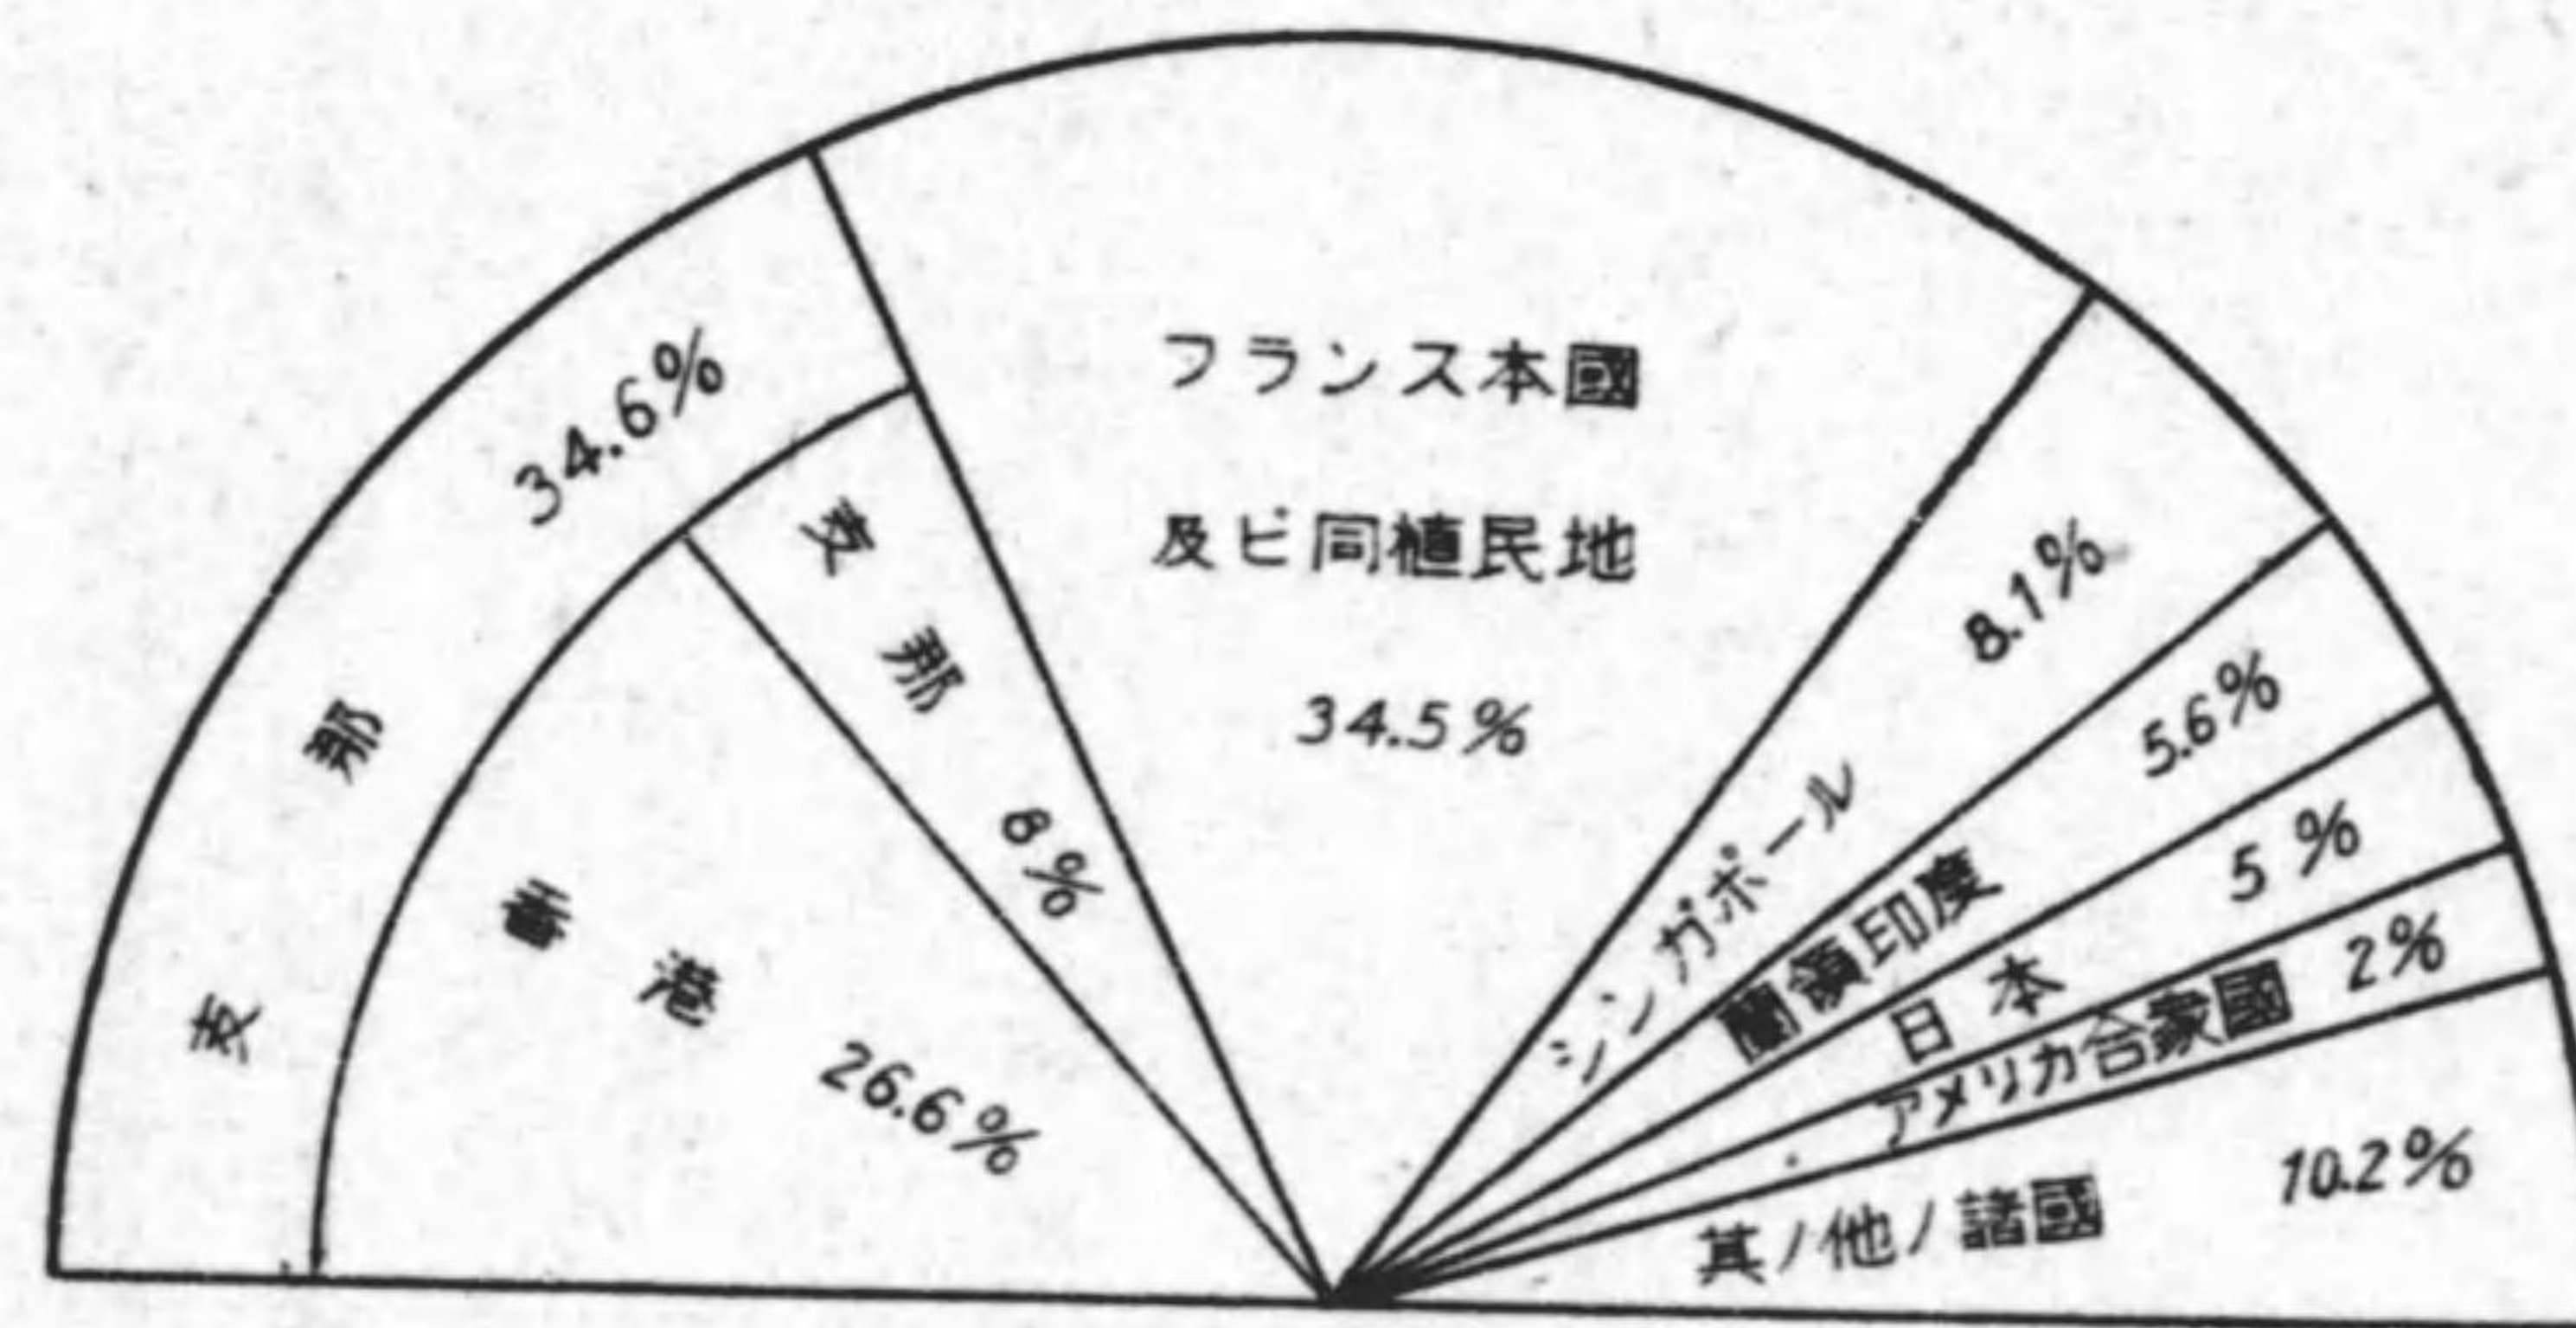 支那 34.6%
香港 26.6%
支那 8%
フランス本國
及ビ同植民地
34.5%
シンガポール 8.1%
蘭領印度 5.6%
日本 5%
アメリカ合衆國 2%
其ノ他ノ諸國 10.2%